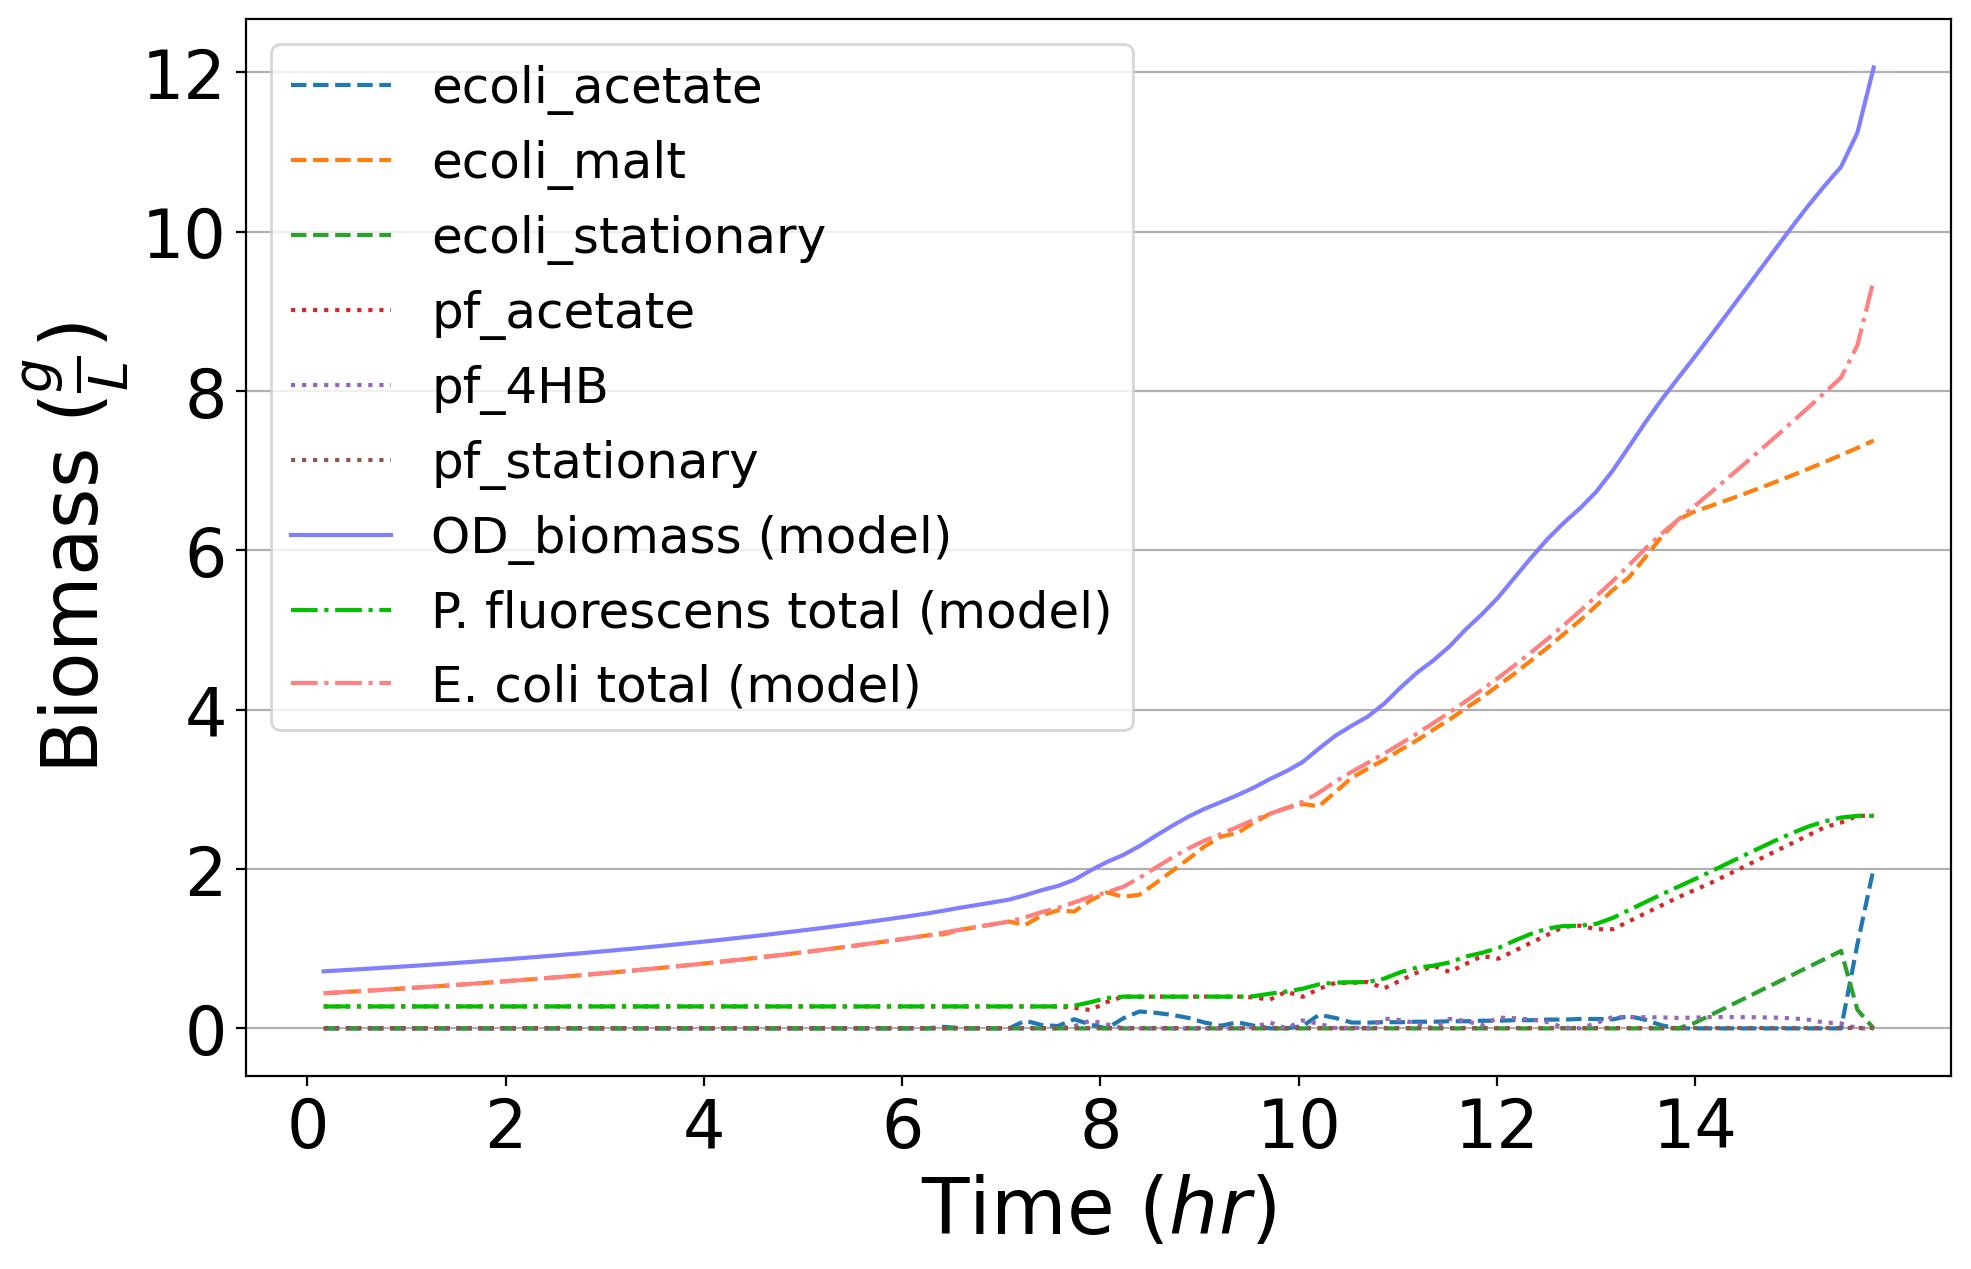 12
10
8
6
4
2
0
Biomass (g/L)
ecoli_acetate
ecoli_malt
ecoli_stationary
pf_acetate
pf_4HB
pf_stationary
OD_biomass (model)
P. fluorescens total (model)
E. coli total (model)
0 2 4 6 8 10 12 14
Time (hr)